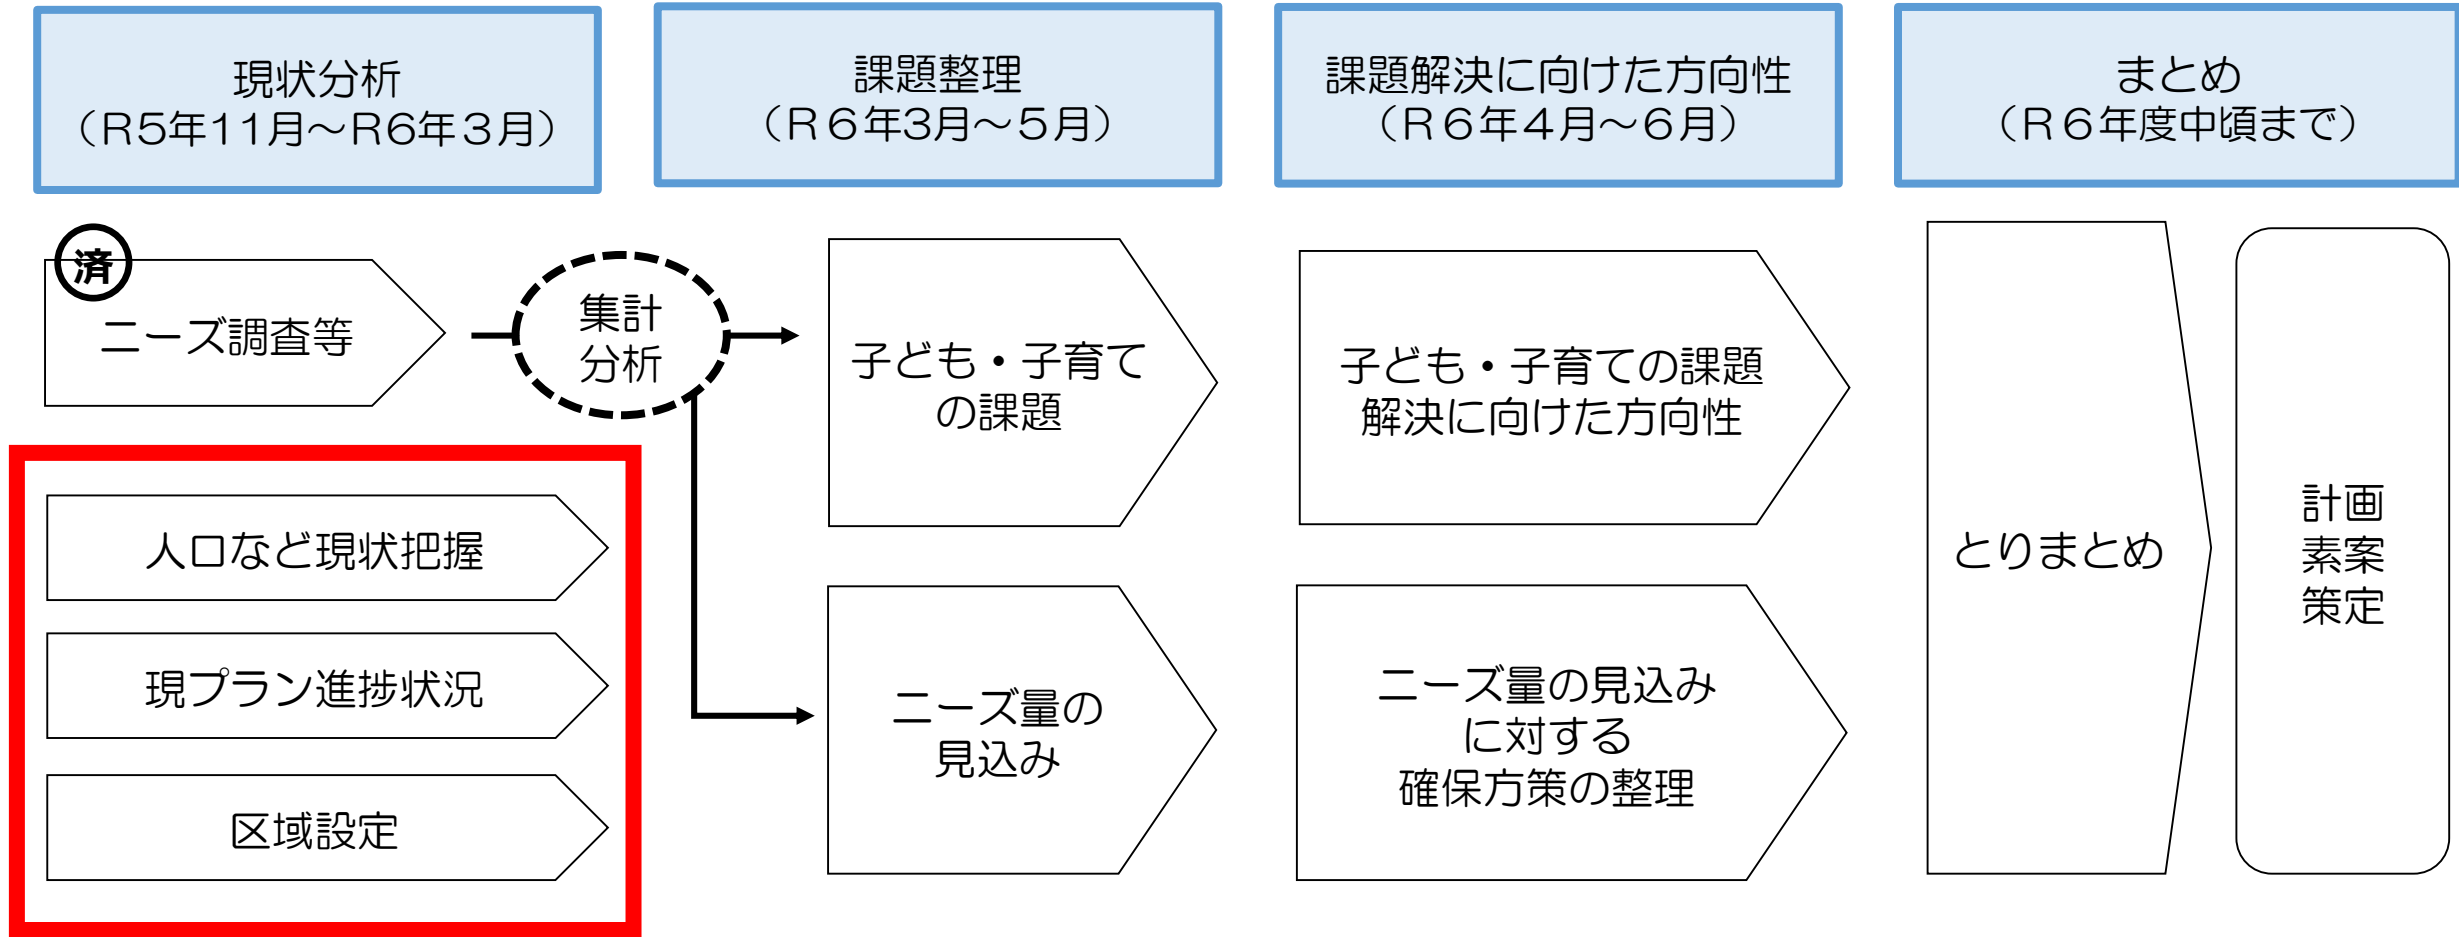 現状分析
（R5年11月～R6年３月）
課題整理
（R６年3月～５月）
課題解決に向けた方向性
（R６年４月～６月）
まとめ
（R６年度中頃まで）
済
ニーズ調査等
集計
分析
子ども・子育て
の課題
子ども・子育ての課題
解決に向けた方向性
人口など現状把握
現プラン進捗状況
区域設定
ニーズ量の
見込み
ニーズ量の見込み
に対する
確保方策の整理
とりまとめ
計画
素案
策定